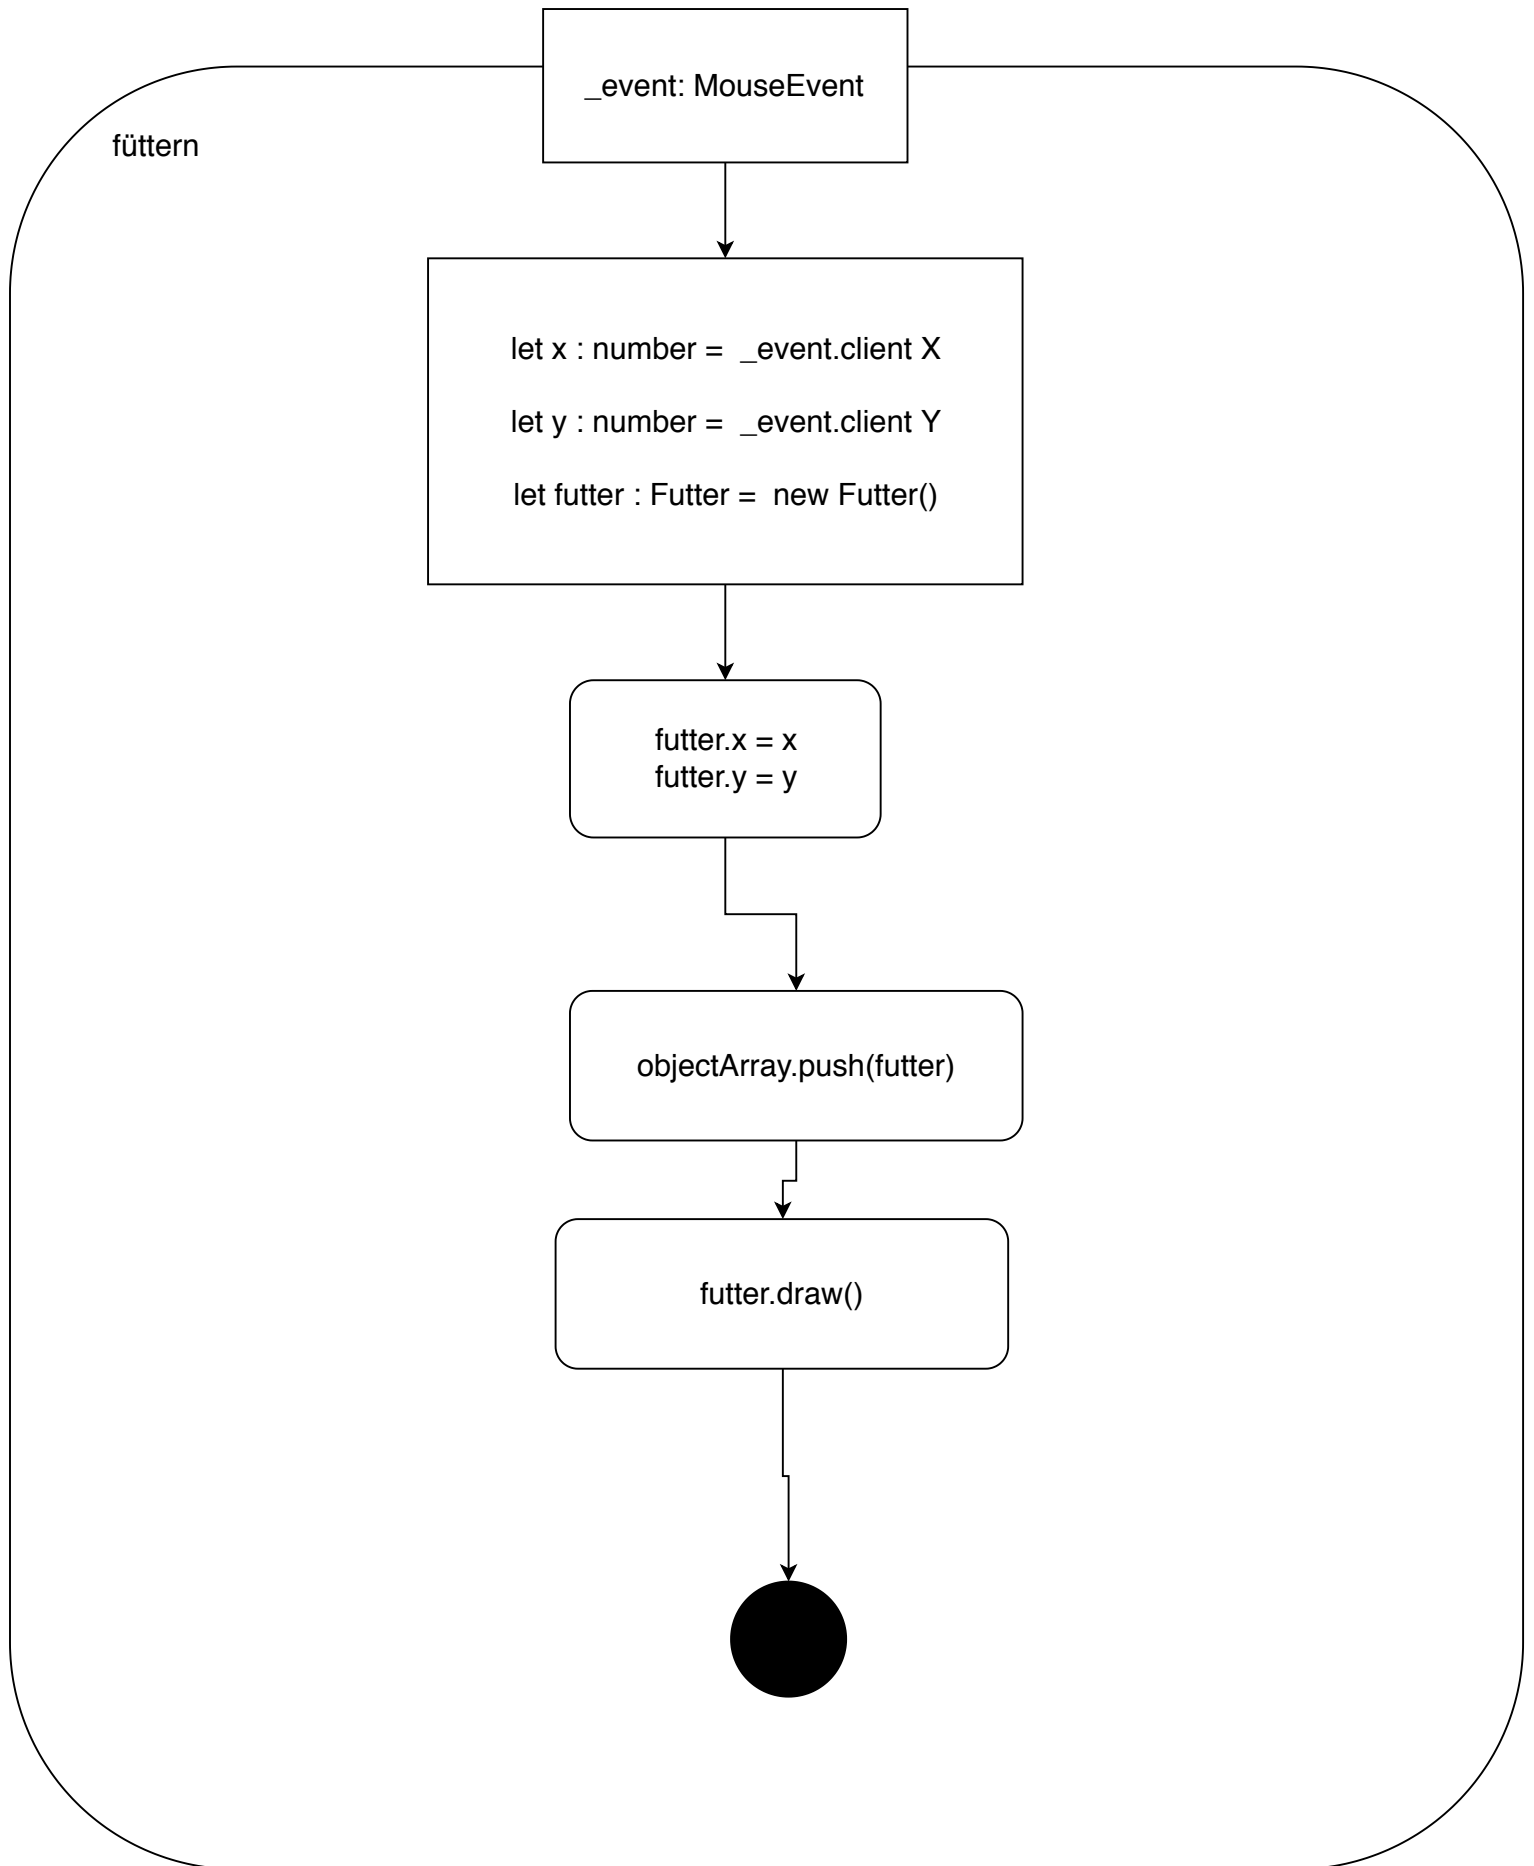 _event: MouseEvent
füttern
let x : number =  _event.client X
let y : number =  _event.client Y
let futter : Futter =  new Futter()
futter.x = x
futter.y = y
objectArray.push(futter)
futter.draw()